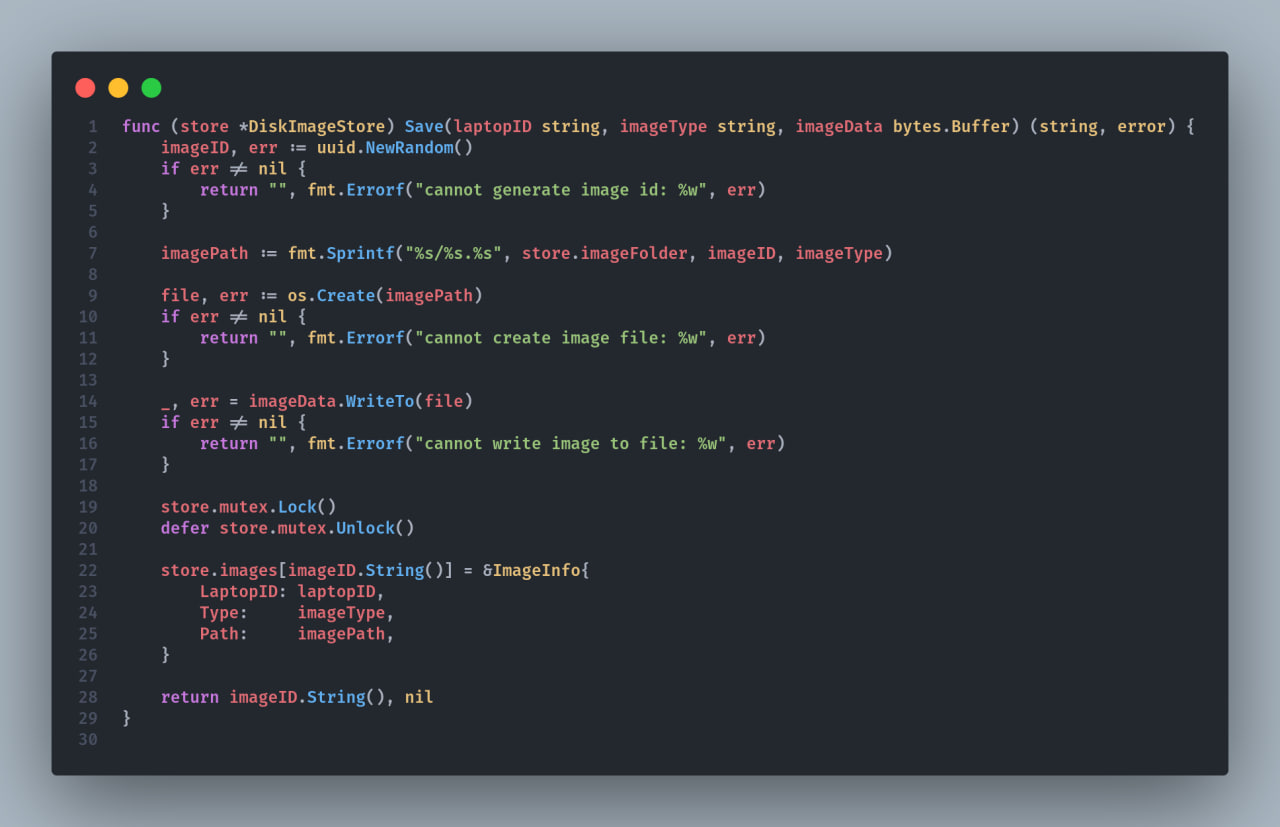 1 func (store *DiskImageStore) Save(laptopID string, imageType string, imageData bytes.Buffer) (string, error) {
2     imageID, err := uuid.NewRandom()
3     if err != nil {
4         return "", fmt.Errorf("cannot generate image id: %w", err)
5     }
6
7     imagePath := fmt.Sprintf("%s/%s.%s", store.imageFolder, imageID, imageType)
8
9     file, err := os.Create(imagePath)
10     if err != nil {
11         return "", fmt.Errorf("cannot create image file: %w", err)
12     }
13
14     _, err = imageData.WriteTo(file)
15     if err != nil {
16         return "", fmt.Errorf("cannot write image to file: %w", err)
17     }
18
19     store.mutex.Lock()
20     defer store.mutex.Unlock()
21
22     store.images[imageID.String()] = &ImageInfo{
23         LaptopID: laptopID,
24         Type:     imageType,
25         Path:     imagePath,
26     }
27
28     return imageID.String(), nil
29 }
30